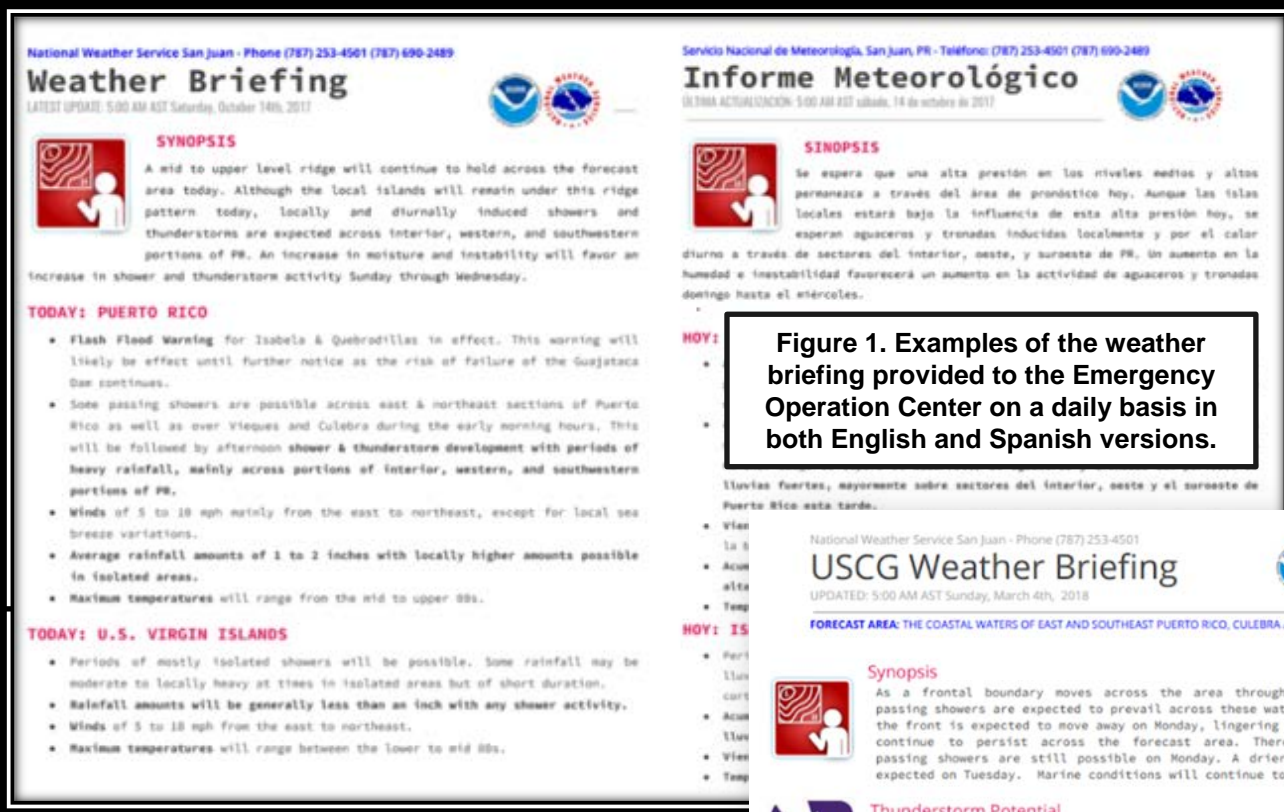 National Weather Service San Juan - Phone (787) 253-4501 (787) 690-2489
Weather Briefing
LATEST UPDATE: 5:00 AM AST Saturday, October 14th, 2017
SYNOPSIS
A mid to upper level ridge will continue to hold across the forecast
area today. Although the local islands will remain under this ridge
pattern today, locally and diurnally induced showers and
thunderstorms are expected across interior, western, and southwestern
portions of PR. An increase in moisture and instability will favor an
increase in shower and thunderstorm activity Sunday through Wednesday.
TODAY: PUERTO RICO
• Flash Flood Warning for Isabela & Quebradillas in effect. This warning will
likely be effect until further notice as the risk of failure of the Guajataca
Dam continues.
• Some passing showers are possible across east & northeast sections of Puerto
Rico as well as over Vieques and Culebra during the early morning hours. This
will be followed by afternoon shower & thunderstorm development with periods of
heavy rainfall, mainly across portions of interior, western, and southwestern
portions of PR.
• Winds of 5 to 10 mph mainly from the east to northeast, except for local sea
breeze variations.
• Average rainfall amounts of 1 to 2 inches with locally higher amounts possible
in isolated areas.
• Maximum temperatures will range from the mid to upper 80s.
TODAY: U.S. VIRGIN ISLANDS
• Periods of mostly isolated showers will be possible. Some rainfall may be
moderate to locally heavy at times in isolated areas but of short duration.
• Rainfall amounts will be generally less than an inch with any shower activity.
• Winds of 5 to 10 mph from the east to northeast.
• Maximum temperatures will range between the lower to mid 80s.
Servicio Nacional de Meteorología, San Juan, PR - Teléfono: (787) 253-4501 (787) 690-2489
Informe Meteorológico
ÚLTIMA ACTUALIZACIÓN: 5:00 AM AST sábado, 14 de octubre de 2017
SINOPSIS
Se espera que una alta presión en los niveles medios y altos
permanezca a través del área de pronóstico hoy. Aunque las islas
locales estará bajo la influencia de esta alta presión hoy, se
esperan aguaceros y tronadas inducidas localmente y por el calor
diurno a través de sectores del interior, oeste, y suroeste de PR. Un aumento en la
humedad e inestabilidad favorecerá un aumento en la actividad de aguaceros y tronadas
domingo hasta el miércoles.
HOY:
Figure 1. Examples of the weather
briefing provided to the Emergency
Operation Center on a daily basis in
both English and Spanish versions.
lluvias fuertes, mayormente sobre sectores del interior, oeste y el suroeste de
Puerto Rico esta tarde.
HOY: IS
National Weather Service San Juan - Phone (787) 253-4501
USCG Weather Briefing
UPDATED: 5:00 AM AST Sunday, March 4th, 2018
FORECAST AREA: THE COASTAL WATERS OF EAST AND SOUTHEAST PUERTO RICO, CULEBRA
Synopsis
As a frontal boundary moves across the area through
passing showers are expected to prevail across these wat
the front is expected to move away on Monday, lingering
continue to persist across the forecast area. Ther
passing showers are still possible on Monday. A drier
expected on Tuesday. Marine conditions will continue to
Thunderstorm Potential